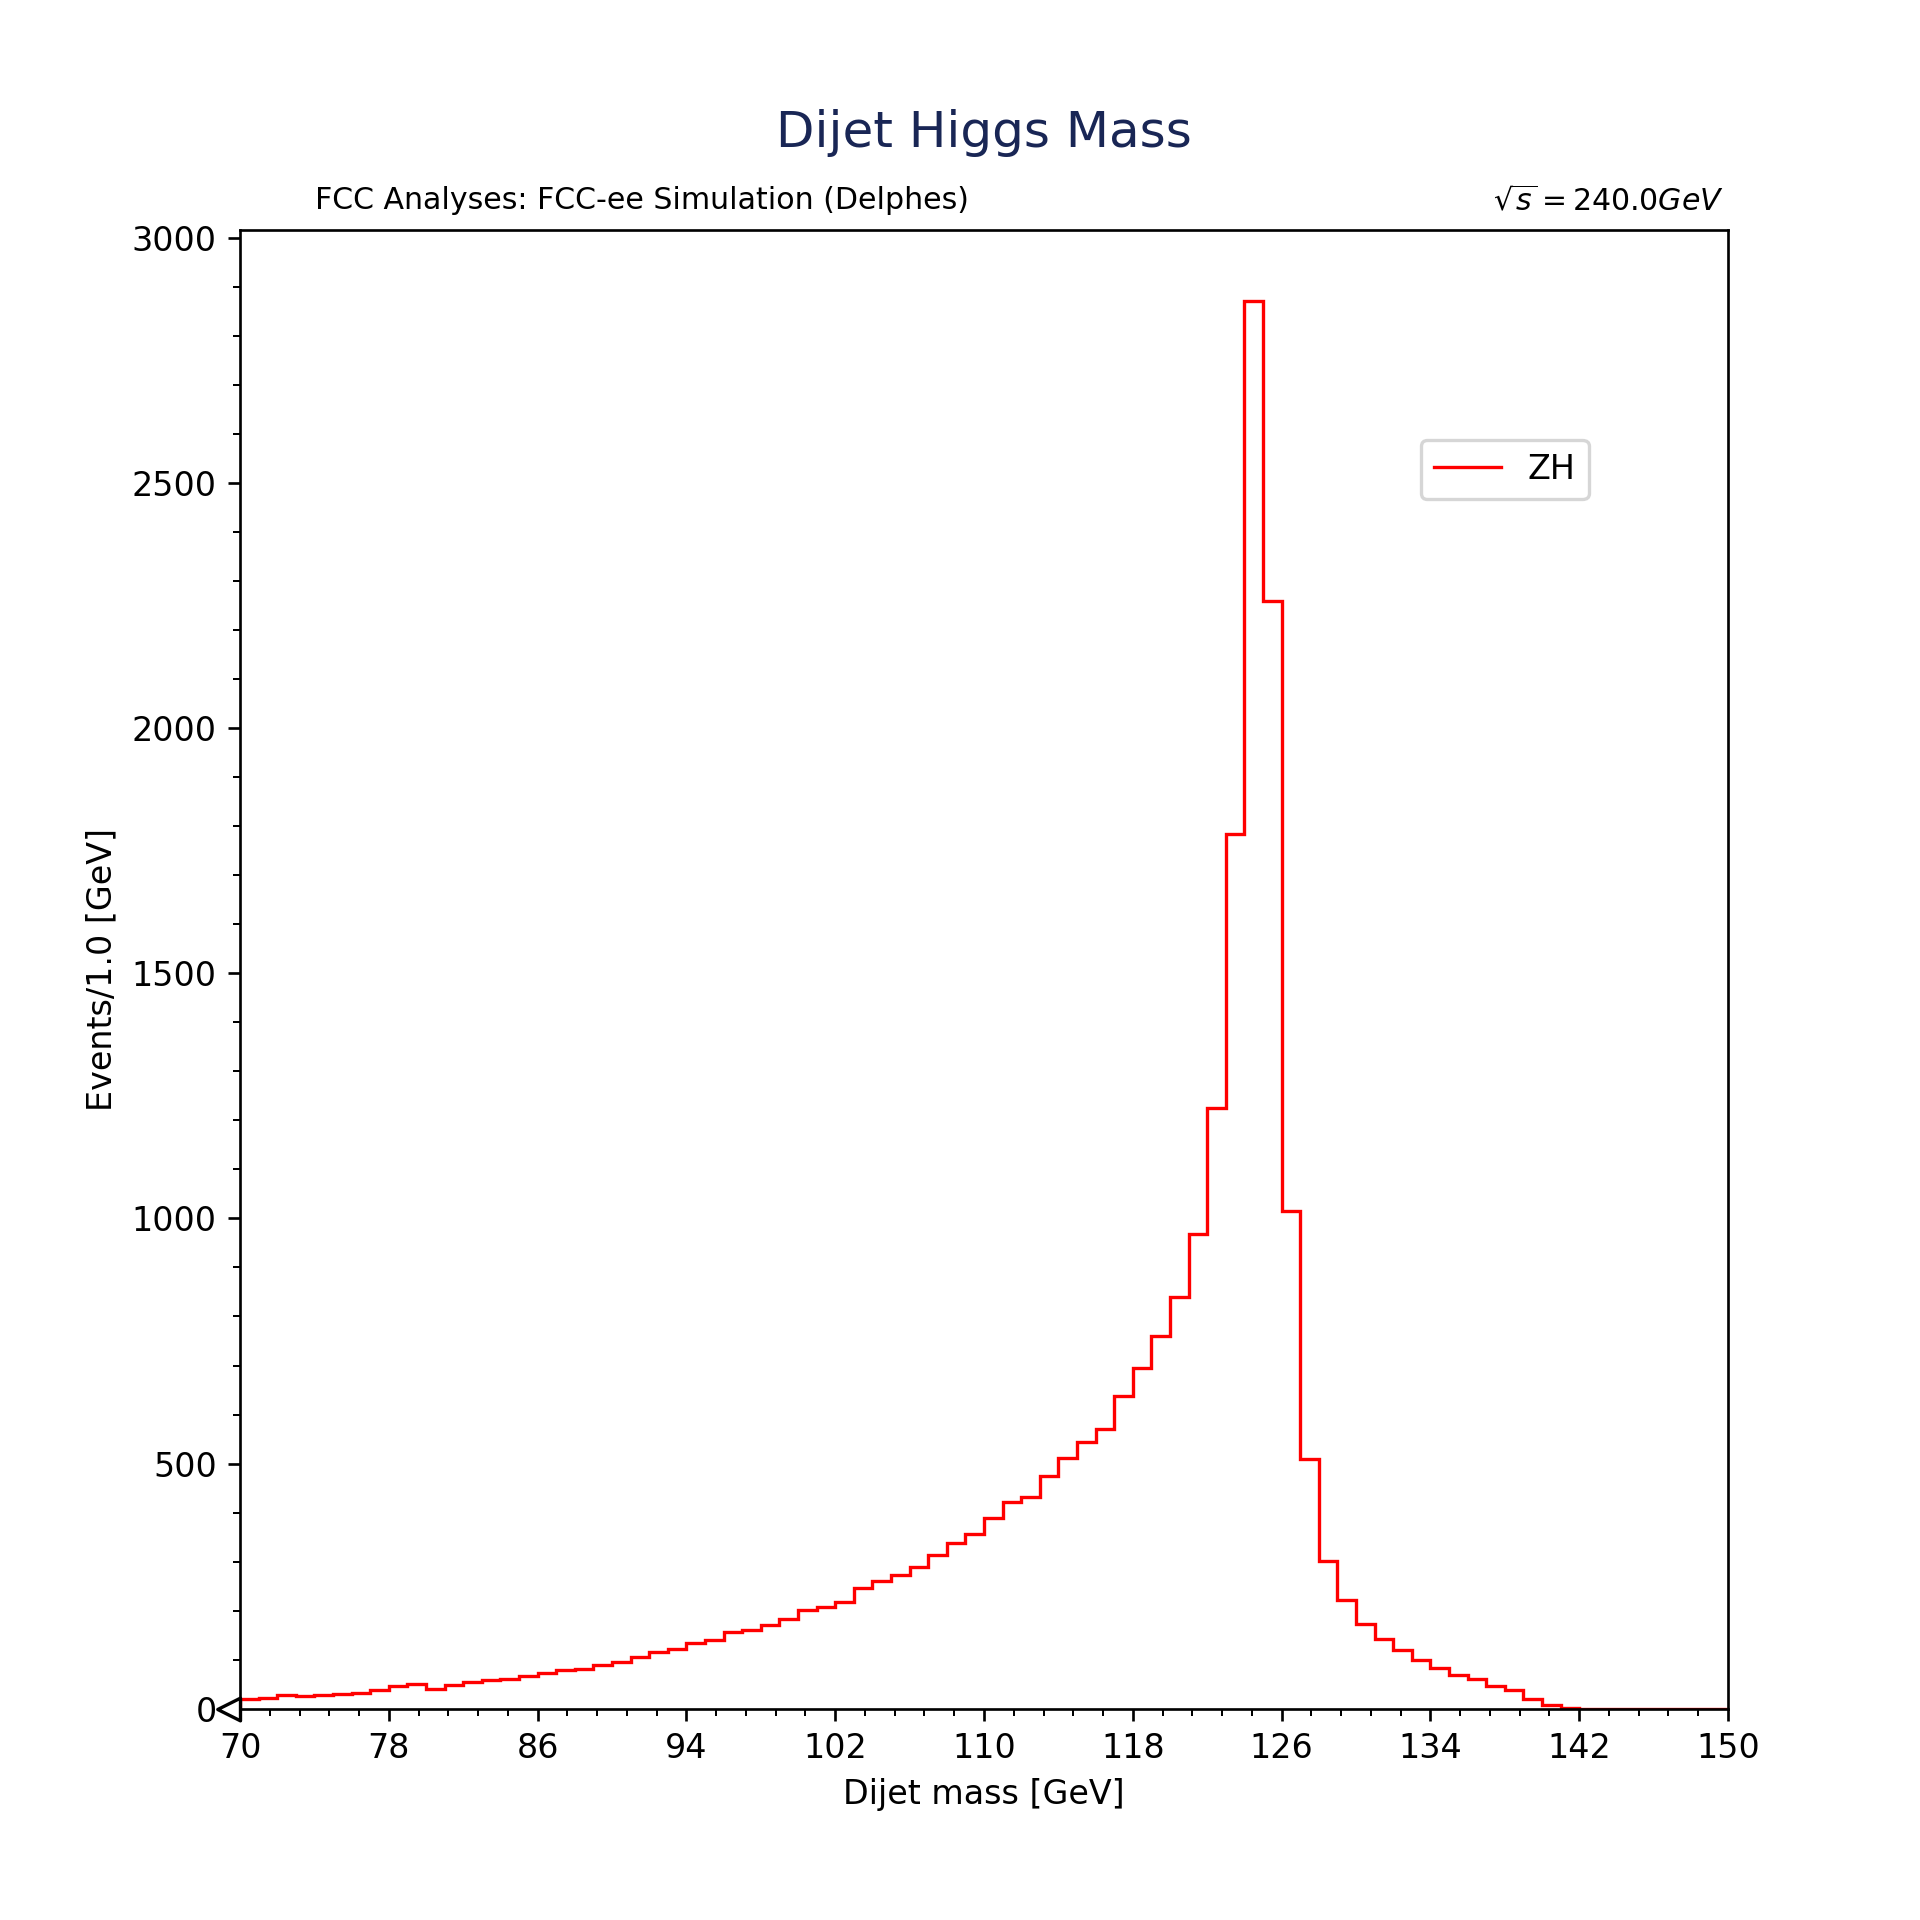 Dijet Higgs Mass
FCC Analyses: FCC-ee Simulation (Delphes)
√s = 240.0GeV
3000
2500
2000
1500
1000
500
0
Events/1.0 [GeV]
ZH
70 78 86 94 102 110 118 126 134 142 150
Dijet mass [GeV]